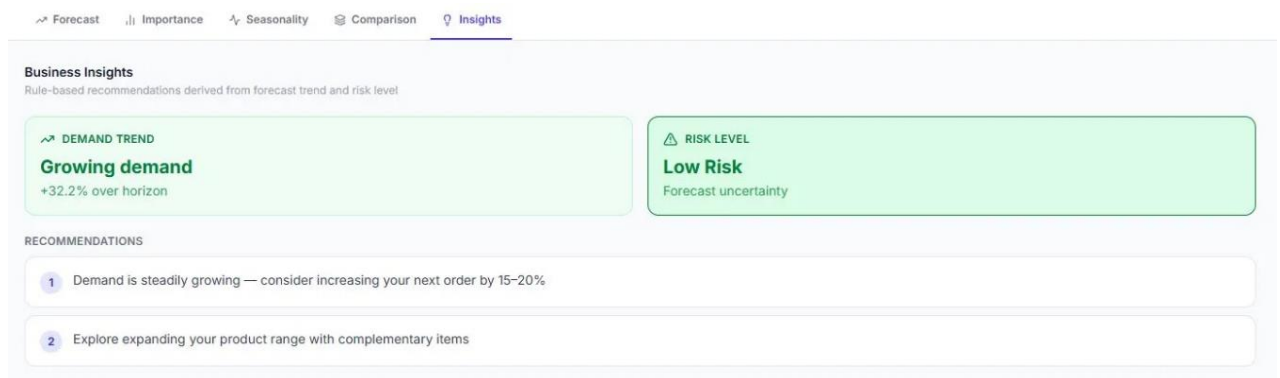 Forecast Importance Seasonality Comparison Insights
Business Insights
Rule-based recommendations derived from forecast trend and risk level
DEMAND TREND
Growing demand
+32.2% over horizon
RISK LEVEL
Low Risk
Forecast uncertainty
RECOMMENDATIONS
1 Demand is steadily growing — consider increasing your next order by 15–20%
2 Explore expanding your product range with complementary items